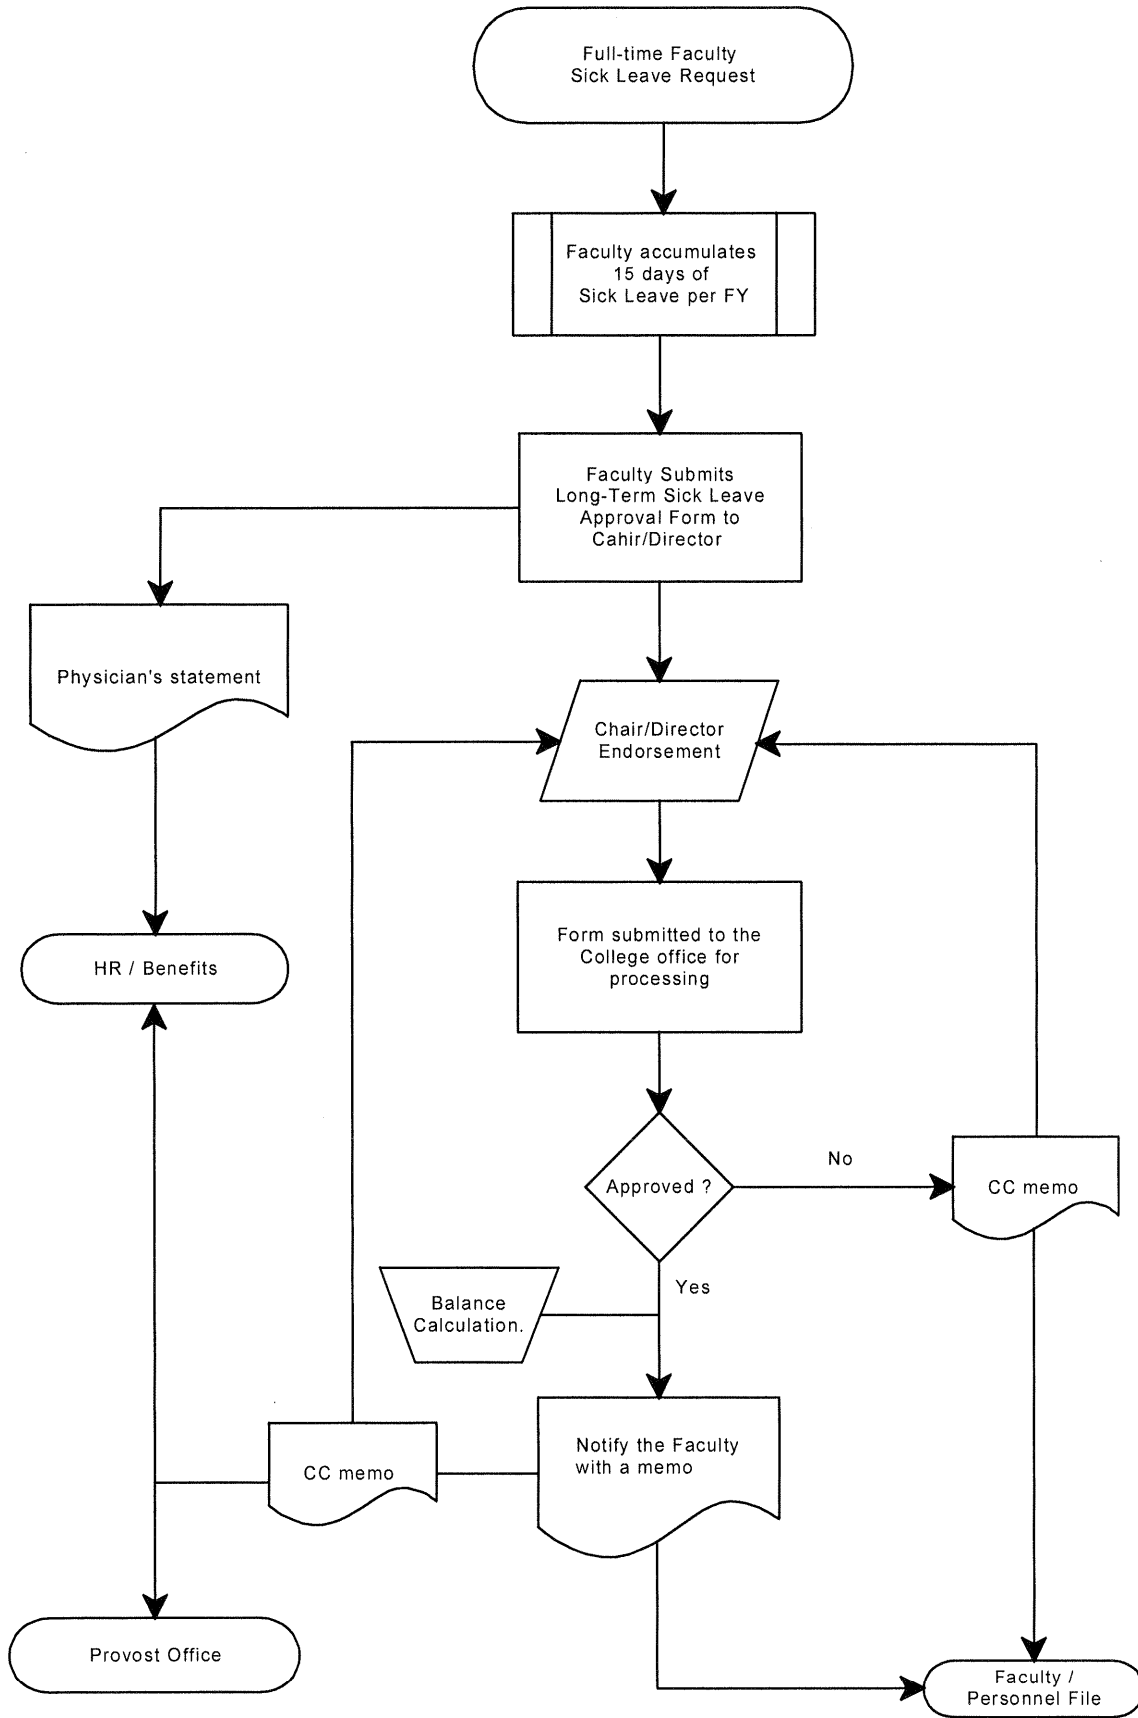 Full-time Faculty
Sick Leave Request
Faculty accumulates
15 days of
Sick Leave per FY
Faculty Submits
Long-Term Sick Leave
Approval Form to
Cahir/Director
Physician's statement
Chair/Director
Endorsement
Form submitted to the
College office for
processing
HR / Benefits
No
Approved ?
CC memo
Yes
Balance
Calculation.
Notify the Faculty
with a memo
CC memo
Provost Office
Faculty /
Personnel File